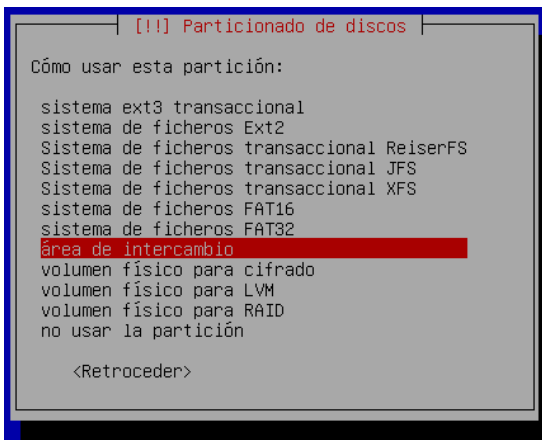 [!!] Particionado de discos
Cómo usar esta partición:
sistema ext3 transaccional
sistema de ficheros Ext2
Sistema de ficheros transaccional ReiserFS
Sistema de ficheros transaccional JFS
Sistema de ficheros transaccional XFS
sistema de ficheros FAT16
sistema de ficheros FAT32
área de intercambio
volumen físico para cifrado
volumen físico para LVM
volumen físico para RAID
no usar la partición
<Retroceder>